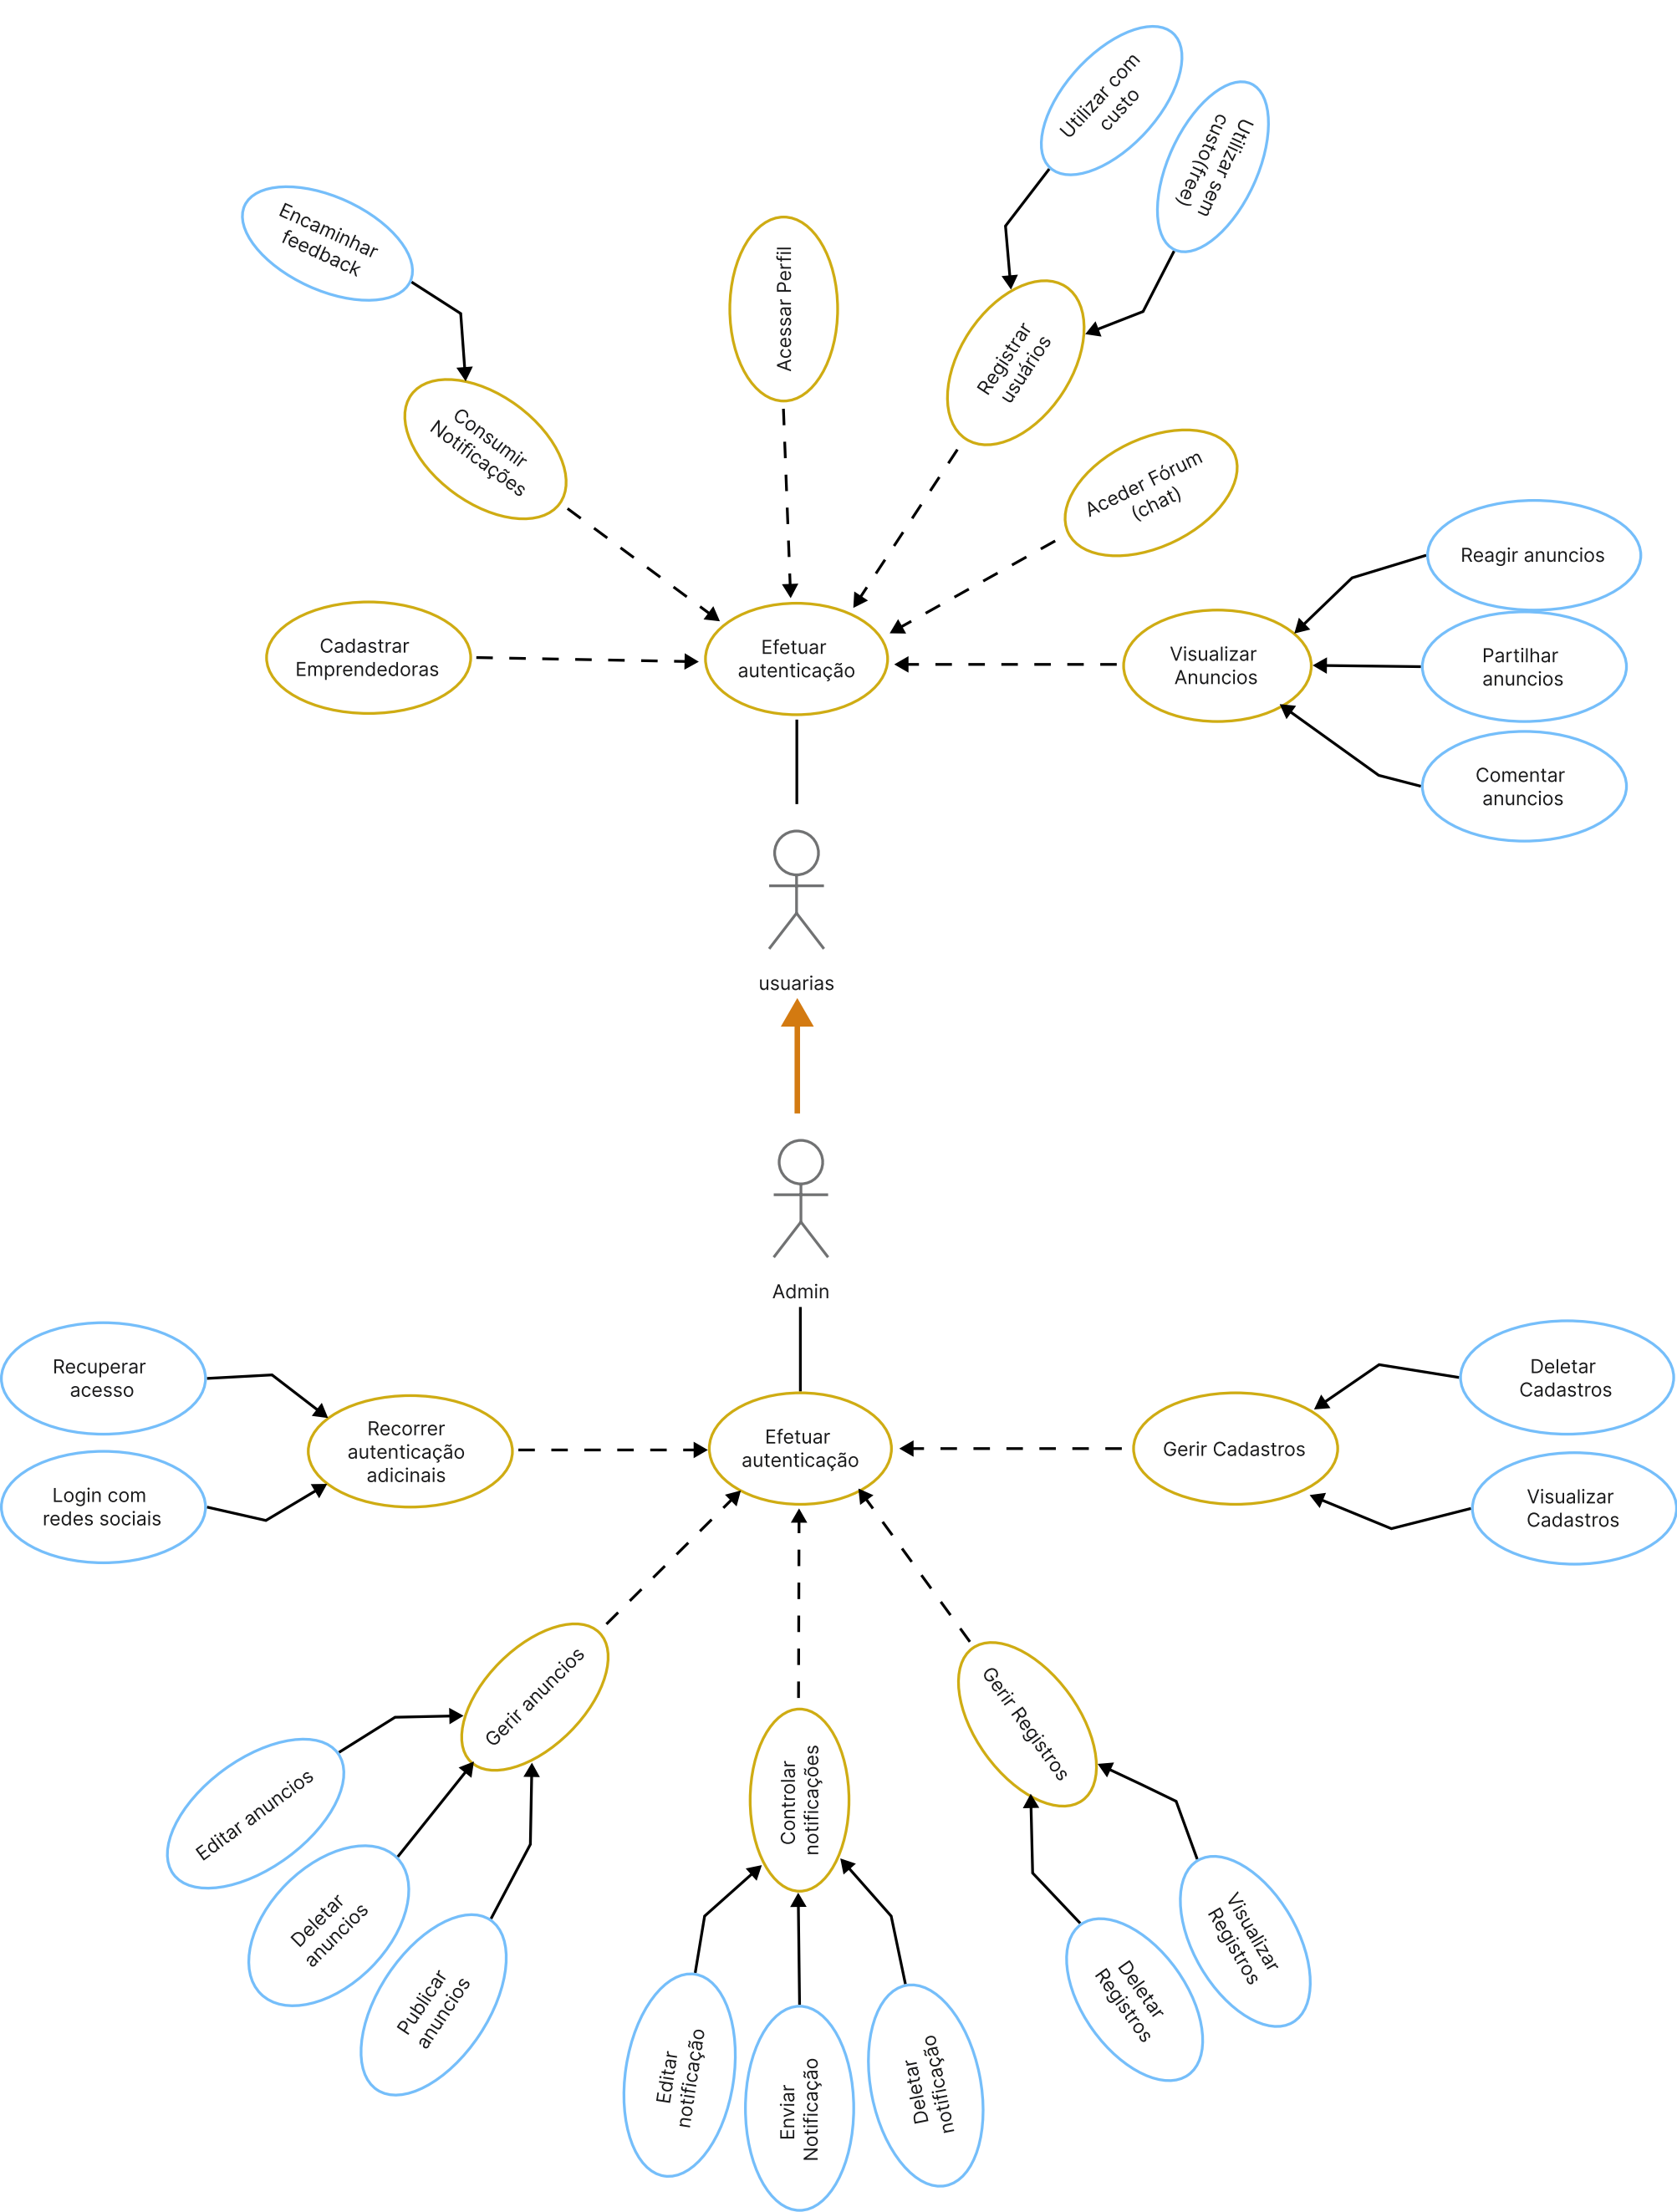 Utilizar com
custo
Utilizar sem
custo(free)
Encaminhar
feedback
Acessar Perfil
Registrar
usuários
Consumir
Notificações
Aceder Fórum
(chat)
Reagir anuncios
Cadastrar
Emprendedoras
Efetuar
autenticação
Visualizar
Anuncios
Partilhar
anuncios
Comentar
anuncios
usuarias
Admin
Recuperar
acesso
Recorrer
autenticação
adicinais
Efetuar
autenticação
Gerir Cadastros
Deletar
Cadastros
Login com
redes sociais
Visualizar
Cadastros
Gerir anuncios
Gerir Registros
Controlar
notificações
Editar anuncios
Deletar
anuncios
Publicar
anuncios
Visualizar
Registros
Deletar
Registros
Editar
notificação
Enviar
Notificação
Deletar
notificação